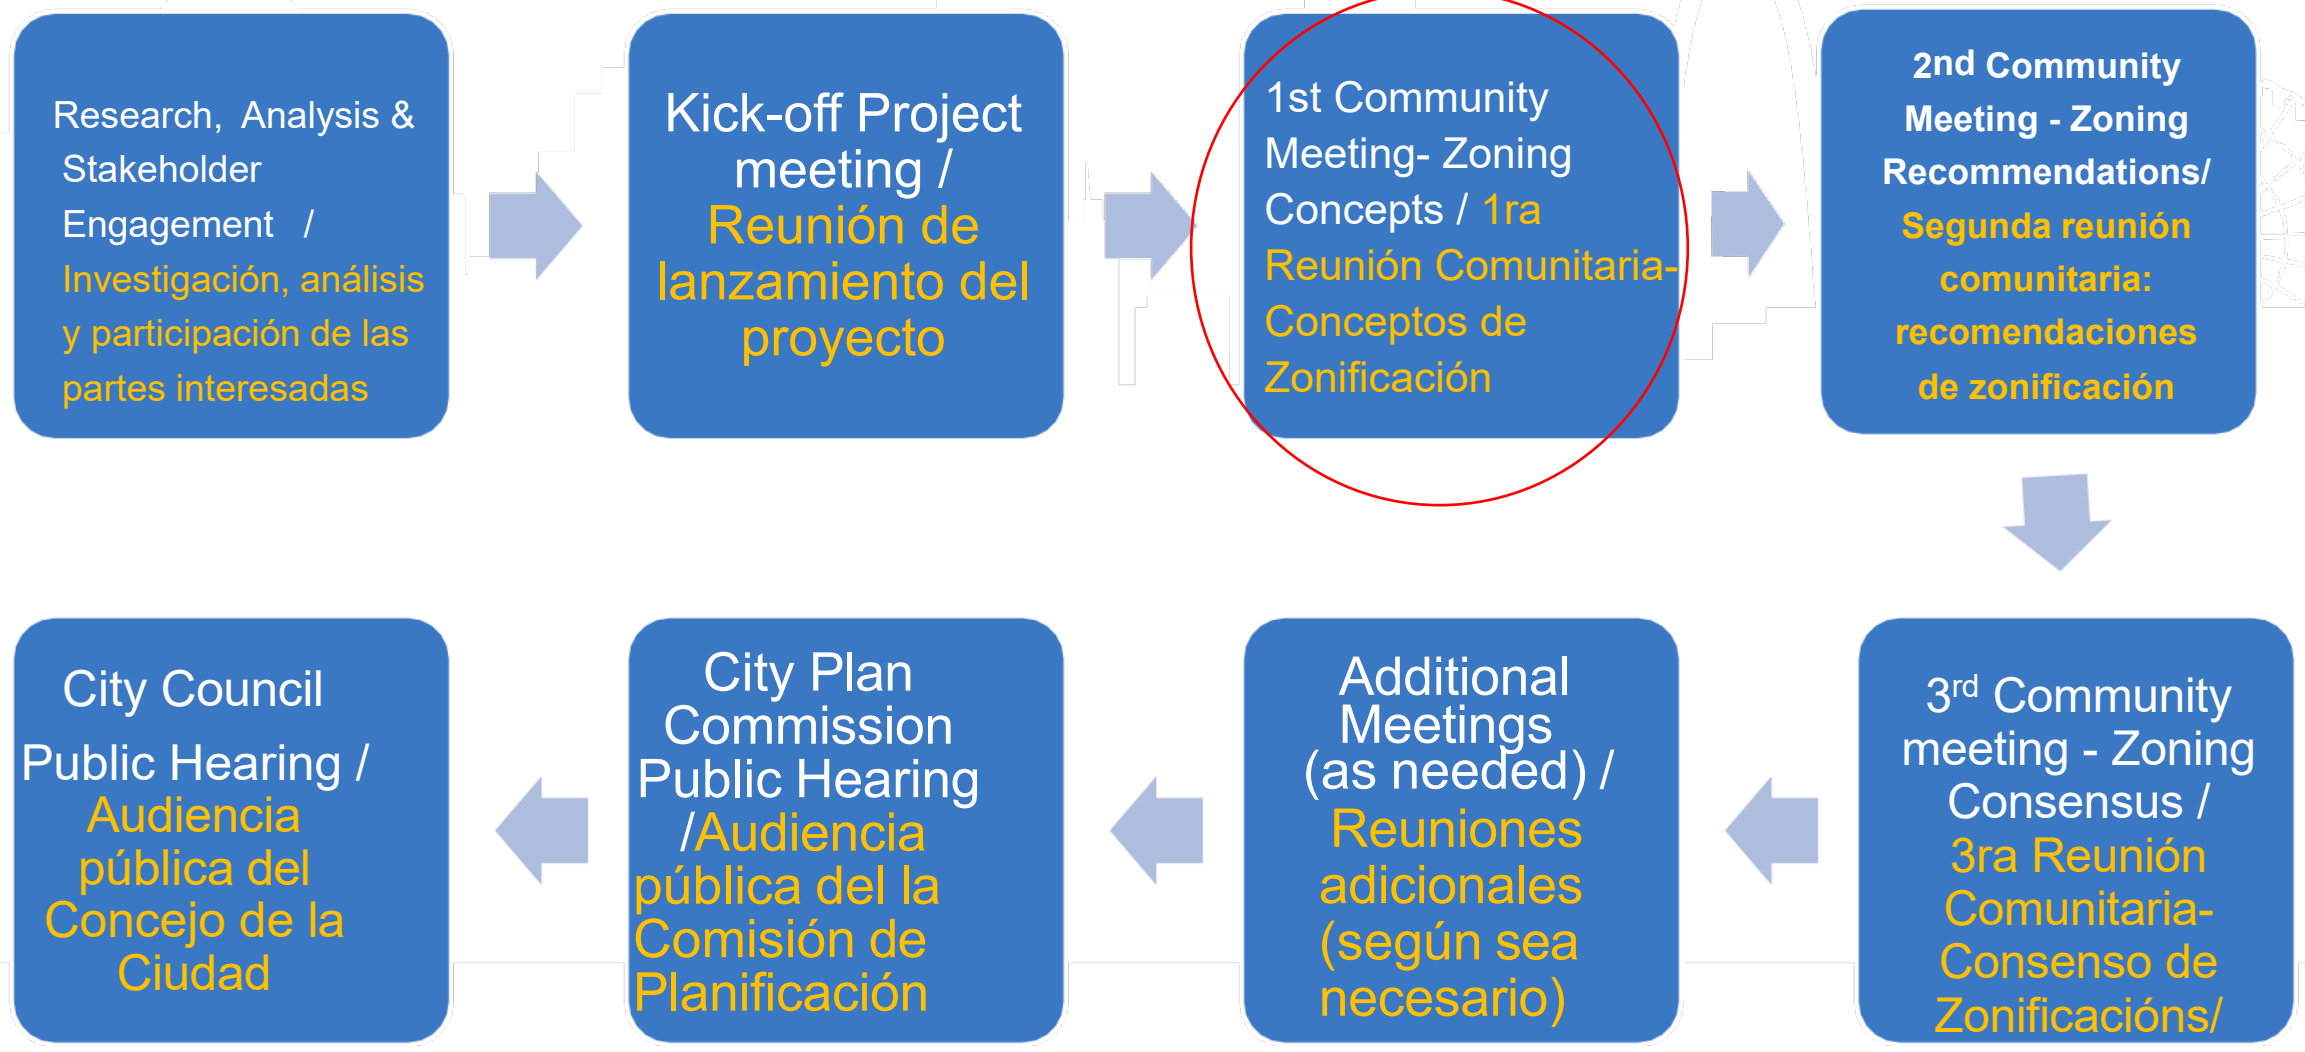 Research, Analysis &
Stakeholder
Engagement /
Investigación, análisis
y participación de las
partes interesadas
Kick-off Project
meeting /
Reunión de
lanzamiento del
proyecto
1st Community
Meeting- Zoning
Concepts / 1ra
Reunión Comunitaria-
Conceptos de
Zonificación
2nd Community
Meeting - Zoning
Recommendations/
Segunda reunión
comunitaria:
recomendaciones
de zonificación
3rd Community
meeting - Zoning
Consensus /
3ra Reunión
Comunitaria-
Consenso de
Zonificacións/
Additional
Meetings
(as needed) /
Reuniones
adicionales
(según sea
necesario)
City Plan
Commission
Public Hearing
/Audiencia
pública del la
Comisión de
Planificación
City Council
Public Hearing /
Audiencia
pública del
Concejo de la
Ciudad